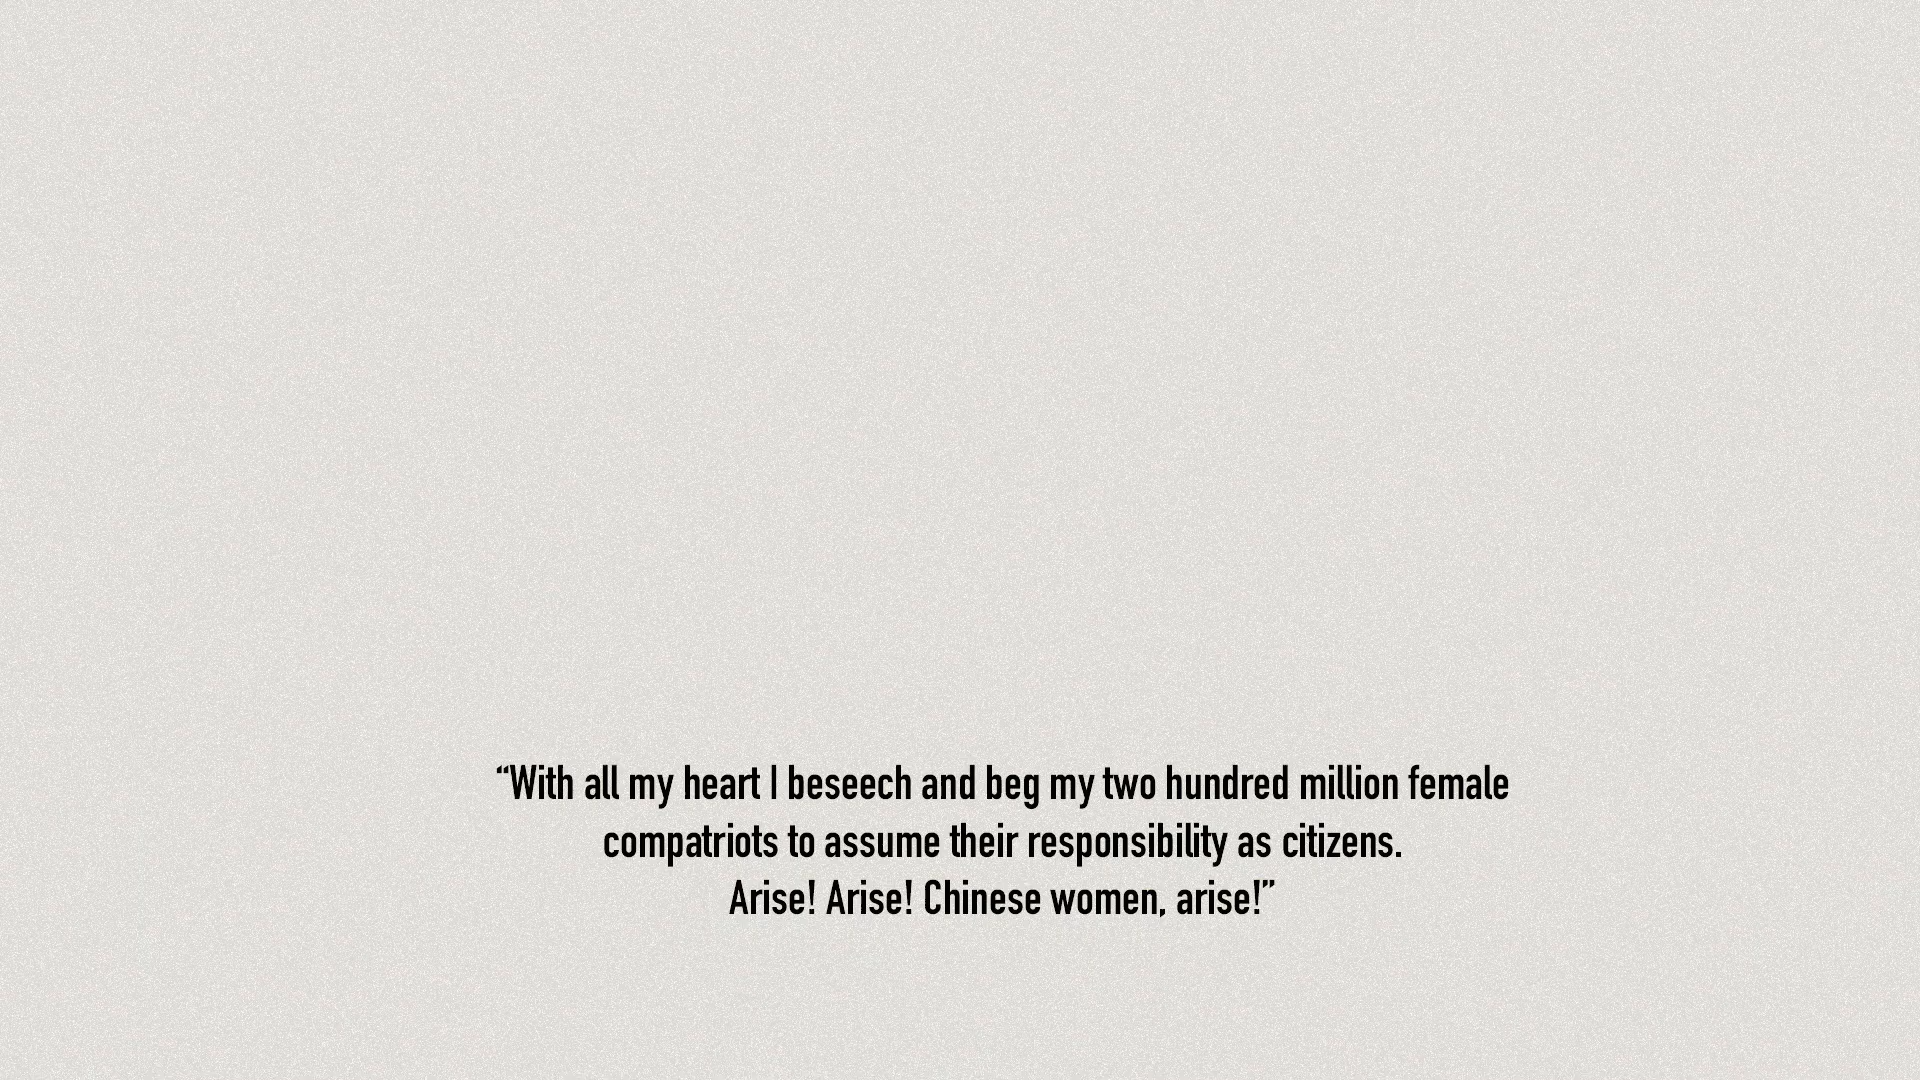 “With all my heart I beseech and beg my two hundred million female
compatriots to assume their responsibility as citizens.
Arise! Arise! Chinese women, arise!”